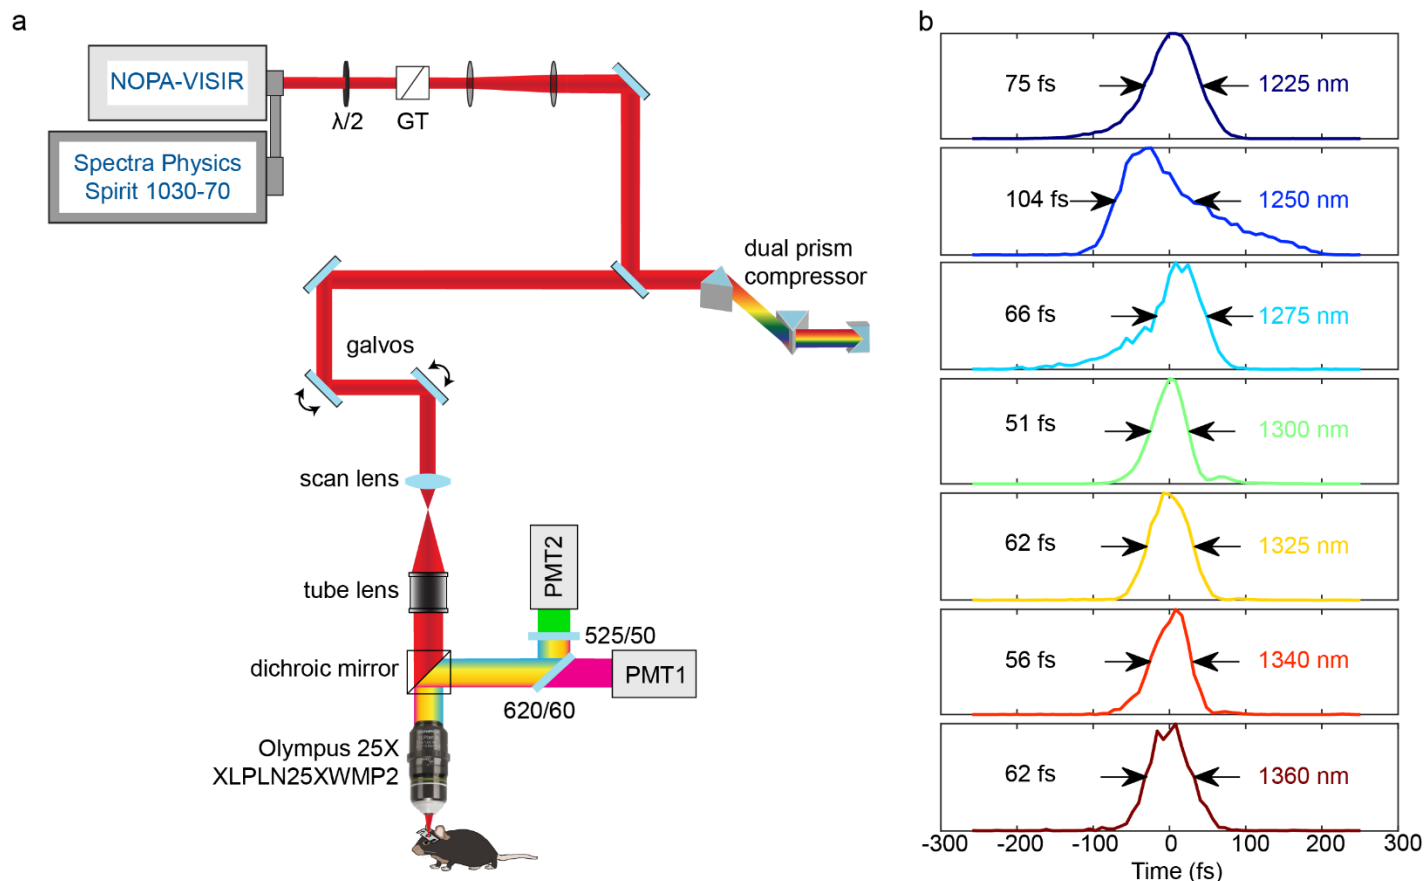 a
NOPA-VISIR
λ/2
GT
Spectra Physics
Spirit 1030-70
dual prism
compressor
galvos
scan lens
tube lens
PMT2
525/50
dichroic mirror
PMT1
620/60
Olympus 25X
XLPLN25XWMP2
b
75 fs
1225 nm
104 fs
1250 nm
66 fs
1275 nm
51 fs
1300 nm
62 fs
1325 nm
56 fs
1340 nm
62 fs
1360 nm
-300 -200 -100 0 100 200 300
Time (fs)